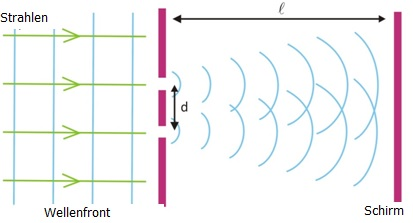 Strahlen
ℓ
d
Wellenfront
Schirm